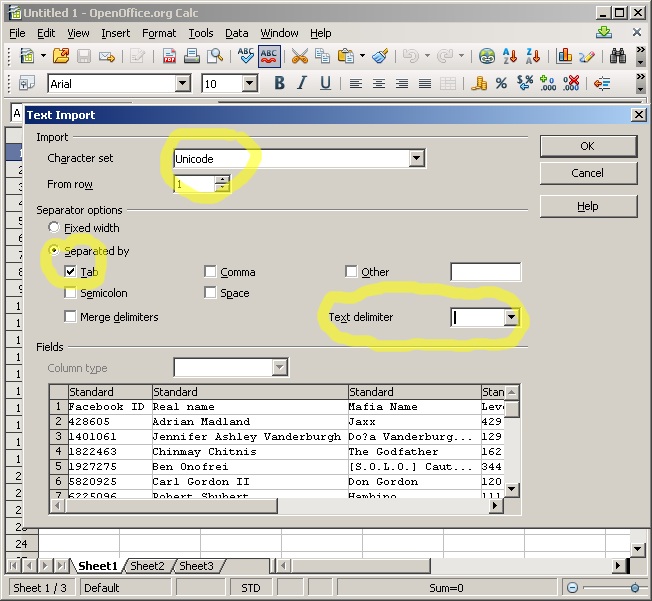 Untitled 1 - OpenOffice.org Calc
File Edit View Insert Format Tools Data Window Help
ABC ABC
Arial 10 B I U
A
Text Import
Import
Character set Unicode OK
From row 1 Cancel
Help
Separator options
Fixed width
Separated by
Tab Comma Other
Semicolon Space
Merge delimiters Text delimiter
Fields
Column type
Standard Standard Standard Stan
1 Facebook ID Real name Mafia Name Leve
2 428605 Adrian Madland Jaxx 429
3 1401061 Jennifer Ashley Vanderburgh Do?a Vanderburg... 129
4 1822463 Chinmay Chitnis The Godfather 162
5 1927275 Ben Onofrei [S.O.L.O.] Caut... 344
6 5820925 Carl Gordon II Don Gordon 120
7 6225096 Robert Shubert Hambino 111
24
Sheet1 Sheet2 Sheet3
Sheet 1 / 3 Default STD Sum=0